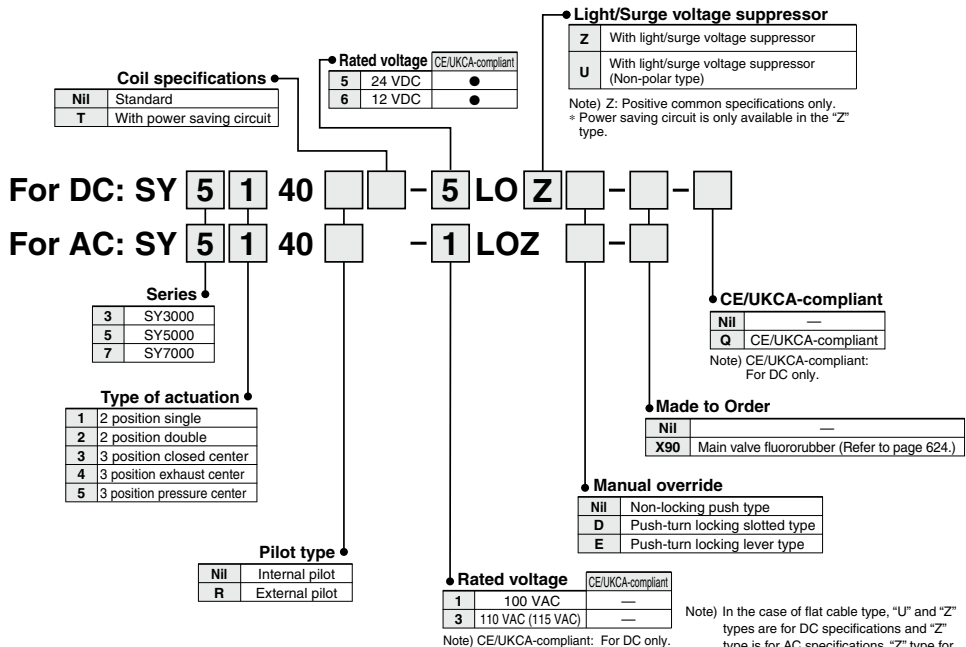 Light/Surge voltage suppressor
Z With light/surge voltage suppressor
U With light/surge voltage suppressor
(Non-polar type)
Note) Z: Positive common specifications only.
* Power saving circuit is only available in the “Z”
type.
Rated voltage CE/UKCA-compliant
5 24 VDC ●
6 12 VDC ●
Coil specifications
Nil Standard
T With power saving circuit
For DC: SY 5 1 40 – 5 LO Z – –
For AC: SY 5 1 40 – 1 LOZ –
Series
3 SY3000
5 SY5000
7 SY7000
Type of actuation
1 2 position single
2 2 position double
3 3 position closed center
4 3 position exhaust center
5 3 position pressure center
Pilot type
Nil Internal pilot
R External pilot
CE/UKCA-compliant
Nil —
Q CE/UKCA-compliant
Note) CE/UKCA-compliant:
For DC only.
Made to Order
Nil —
X90 Main valve fluororubber (Refer to page 624.)
Manual override
Nil Non-locking push type
D Push-turn locking slotted type
E Push-turn locking lever type
Rated voltage CE/UKCA-compliant
1 100 VAC —
3 110 VAC (115 VAC) —
Note) CE/UKCA-compliant: For DC only.
Note) In the case of flat cable type, “U” and “Z”
types are for DC specifications and “Z”
type is for AC specifications. “Z” type for